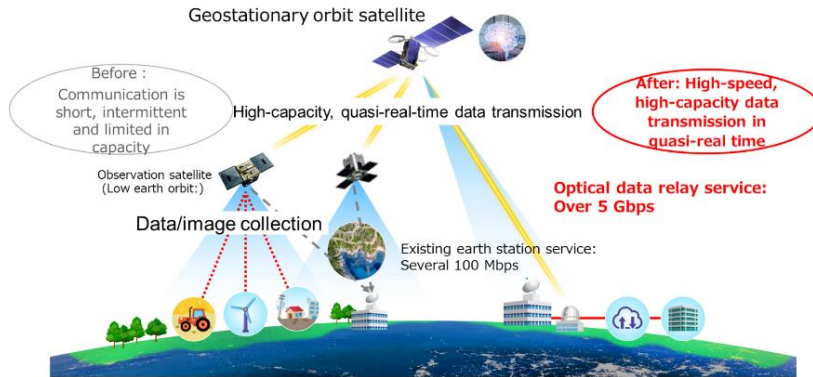 Geostationary orbit satellite
Before :
Communication is
short, intermittent
and limited in
capacity
High-capacity, quasi-real-time data transmission
After: High-speed,
high-capacity data
transmission in
quasi-real time
Observation satellite
(Low earth orbit:)
Optical data relay service:
Over 5 Gbps
Data/image collection
Existing earth station service:
Several 100 Mbps